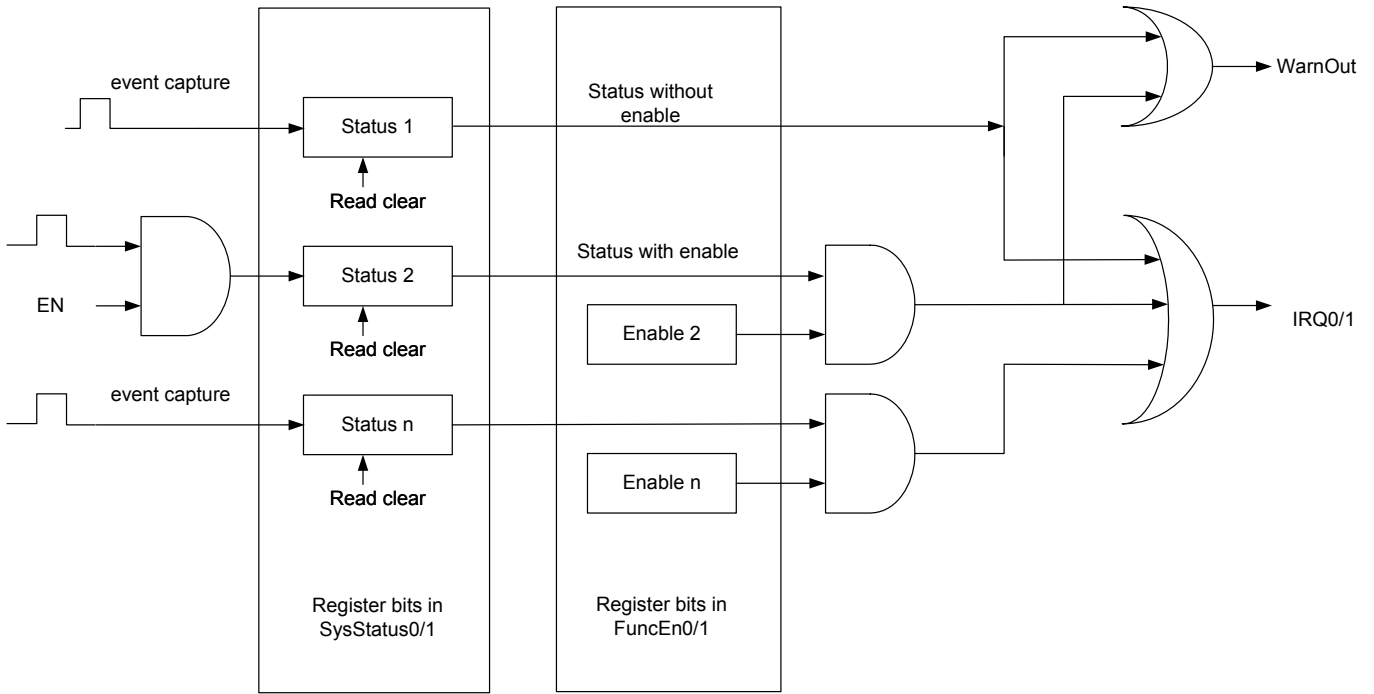 event capture
Status without
enable
WarnOut
Status 1
Read clear
Status with enable
EN
Status 2
Enable 2
IRQ0/1
Read clear
event capture
Status n
Enable n
Read clear
Register bits in
SysStatus0/1
Register bits in
FuncEn0/1